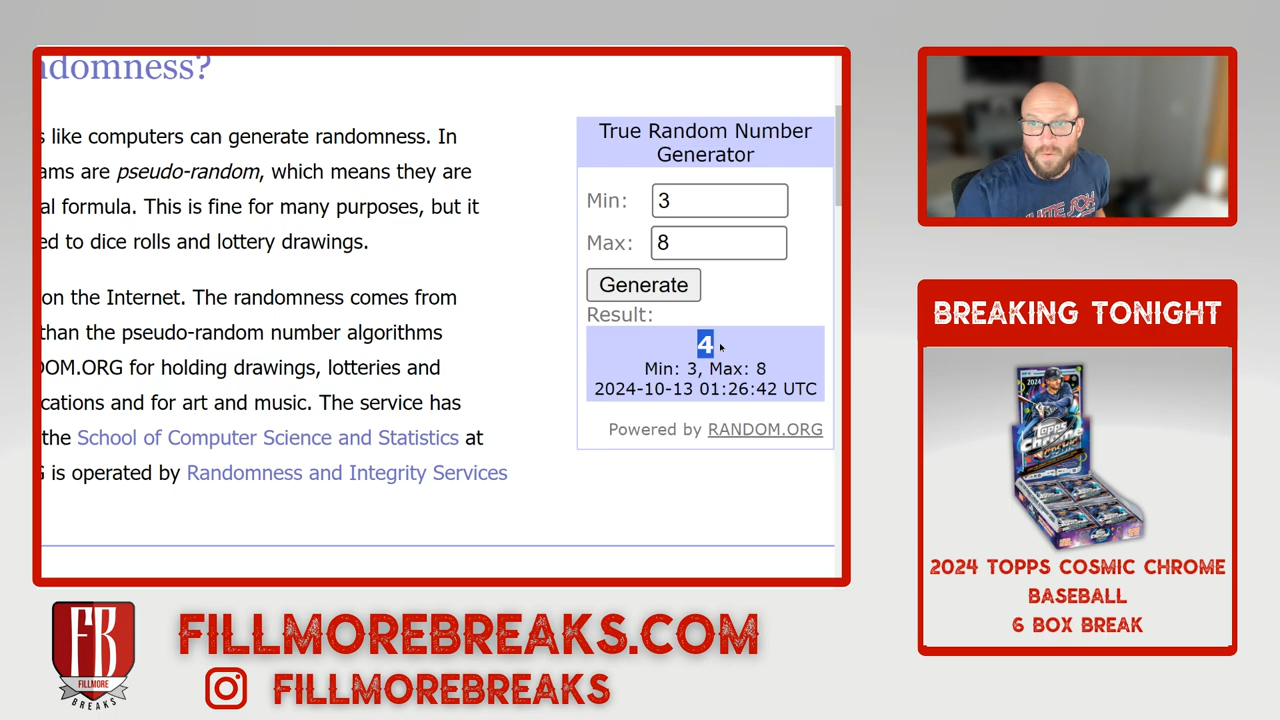 ndomness?
s like computers can generate randomness. In
ams are pseudo-random, which means they are
al formula. This is fine for many purposes, but it
ed to dice rolls and lottery drawings.
on the Internet. The randomness comes from
than the pseudo-random number algorithms
OM.ORG for holding drawings, lotteries and
cations and for art and music. The service has
the School of Computer Science and Statistics at
G is operated by Randomness and Integrity Services
True Random Number
Generator
Min: 3
Max: 8
Generate
Result:
4
Min: 3, Max: 8
2024-10-13 01:26:42 UTC
Powered by RANDOM.ORG
BREAKING TONIGHT
2024
Topps
Chrome
2024 TOPPS COSMIC CHROME
BASEBALL
6 BOX BREAK
FB
FILLMORE
BREAKS
FILLMOREBREAKS.COM
FILLMOREBREAKS